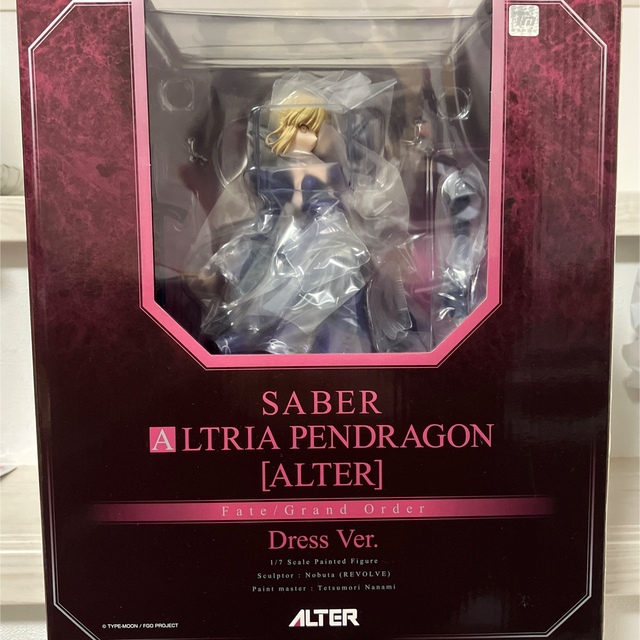 SABER
ALTRIA PENDRAGON
[ALTER]
Fate/Grand Order
Dress Ver.
1/7 Scale Painted Figure
Sculptor : Nobuta (REVOLVE)
Paint master : Tetsumori Nanami
© TYPE-MOON / FGO PROJECT
ALTER